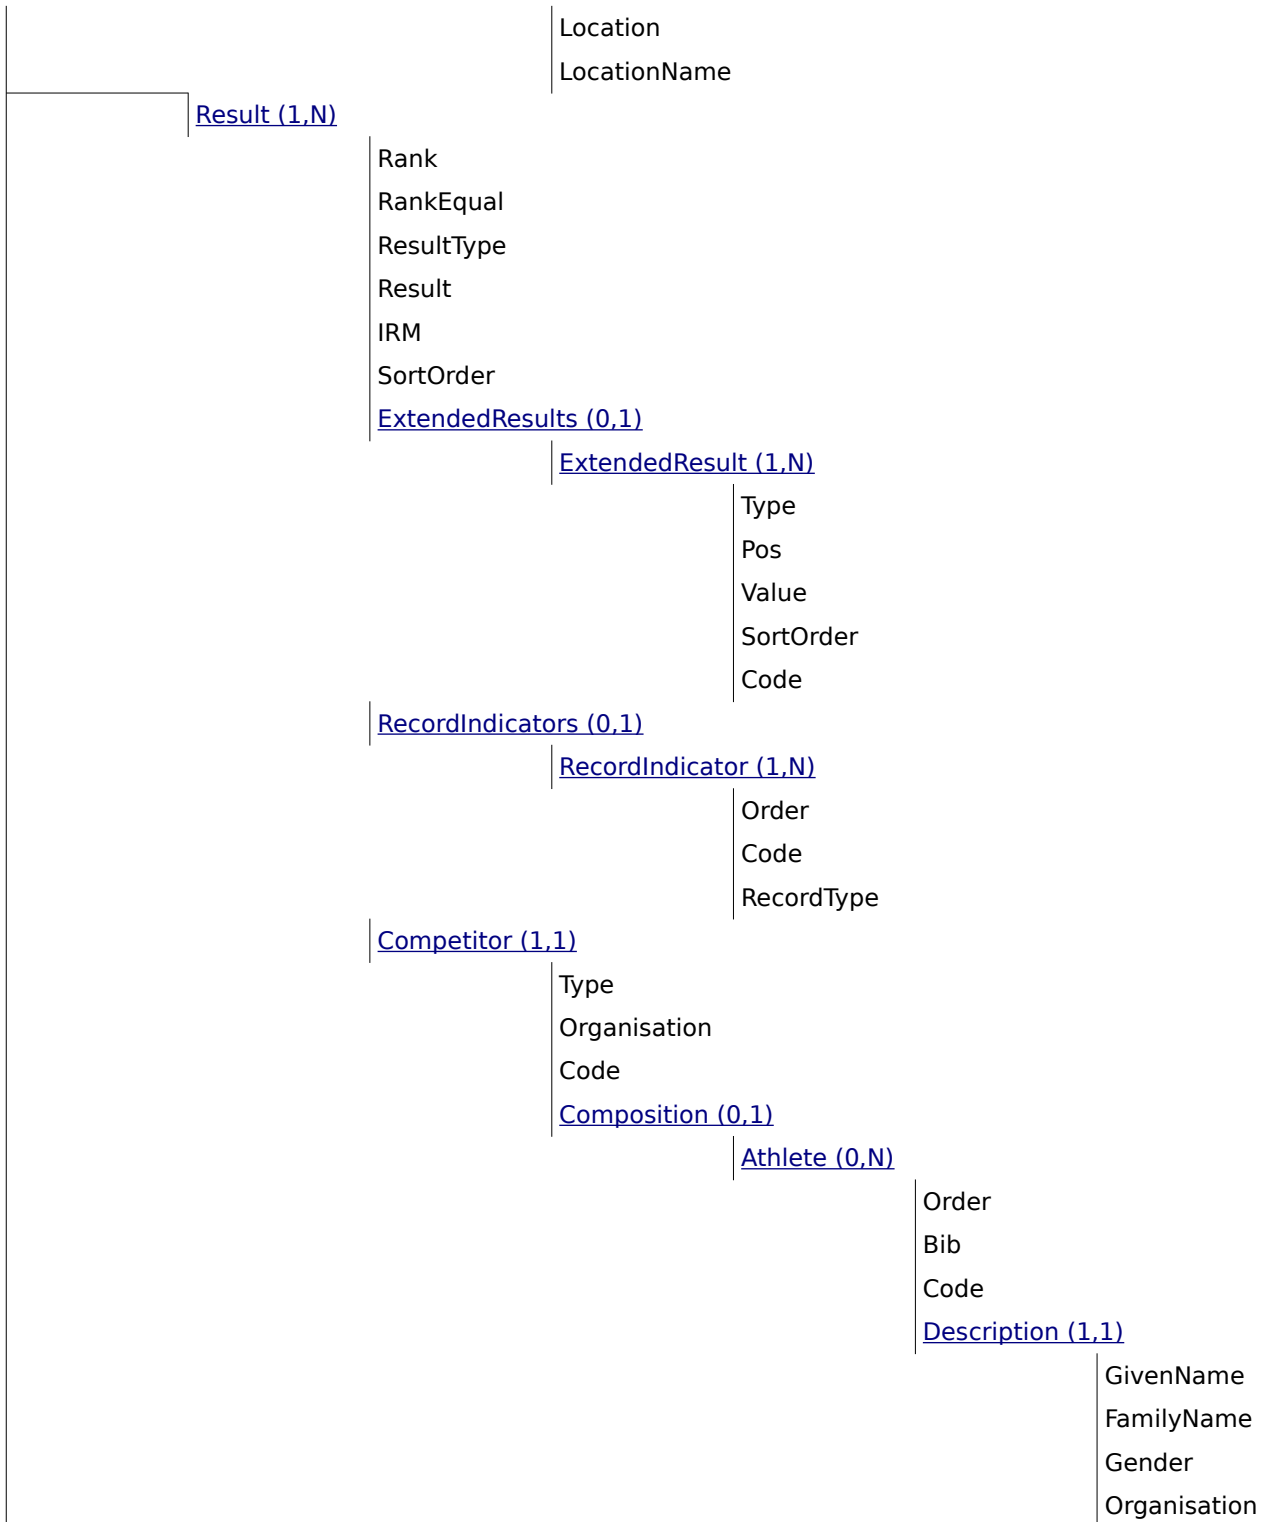 Location
LocationName
Result (1,N)
Rank
RankEqual
ResultType
Result
IRM
SortOrder
ExtendedResults (0,1)
ExtendedResult (1,N)
Type
Pos
Value
SortOrder
Code
RecordIndicators (0,1)
RecordIndicator (1,N)
Order
Code
RecordType
Competitor (1,1)
Type
Organisation
Code
Composition (0,1)
Athlete (0,N)
Order
Bib
Code
Description (1,1)
GivenName
FamilyName
Gender
Organisation